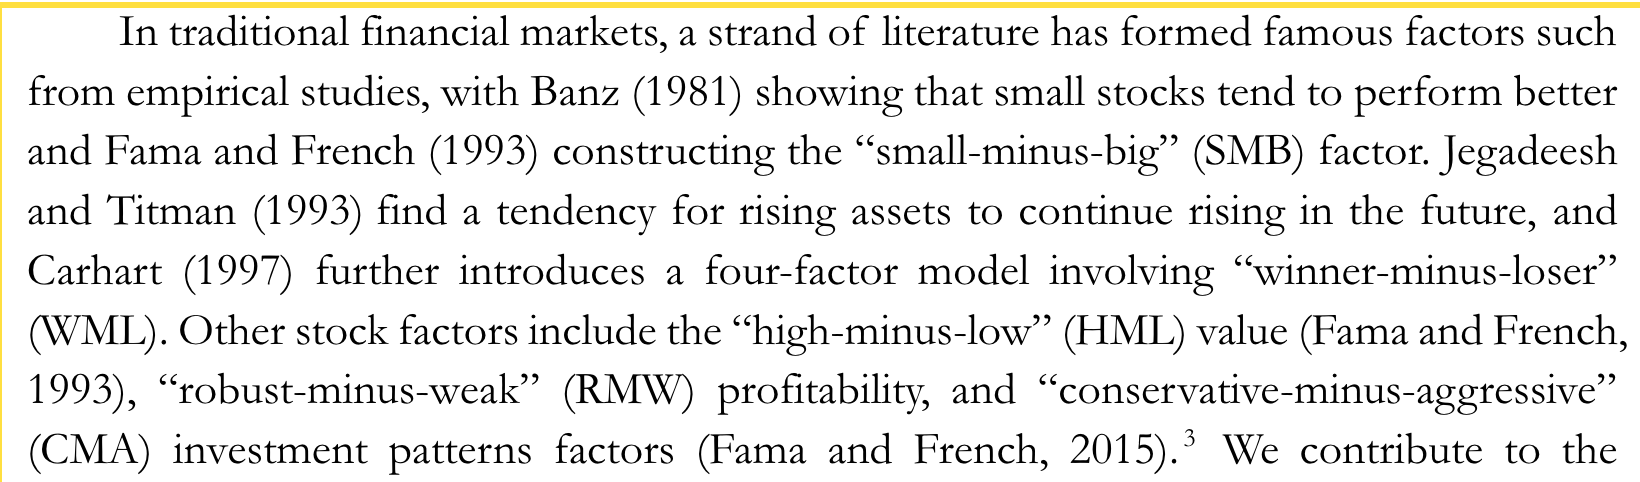 In traditional financial markets, a strand of literature has formed famous factors such
from empirical studies, with Banz (1981) showing that small stocks tend to perform better
and Fama and French (1993) constructing the “small-minus-big” (SMB) factor. Jegadeesh
and Titman (1993) find a tendency for rising assets to continue rising in the future, and
Carhart (1997) further introduces a four-factor model involving “winner-minus-loser”
(WML). Other stock factors include the “high-minus-low” (HML) value (Fama and French,
1993), “robust-minus-weak” (RMW) profitability, and “conservative-minus-aggressive”
(CMA) investment patterns factors (Fama and French, 2015).³ We contribute to the